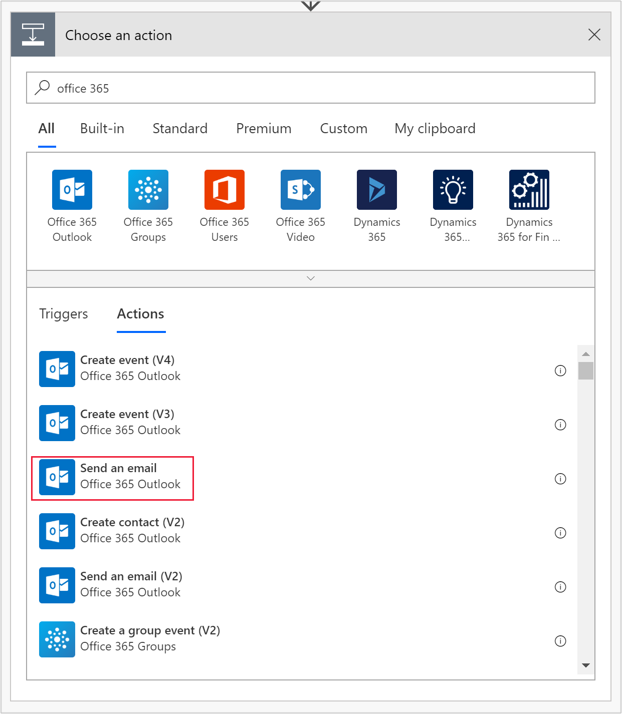 Choose an action
office 365
All Built-in Standard Premium Custom My clipboard
Office 365 Outlook
Office 365 Groups
Office 365 Users
Office 365 Video
Dynamics 365
Dynamics 365...
Dynamics 365 for Fin ...
Triggers Actions
Create event (V4)
Office 365 Outlook
Create event (V3)
Office 365 Outlook
Send an email
Office 365 Outlook
Create contact (V2)
Office 365 Outlook
Send an email (V2)
Office 365 Outlook
Create a group event (V2)
Office 365 Groups